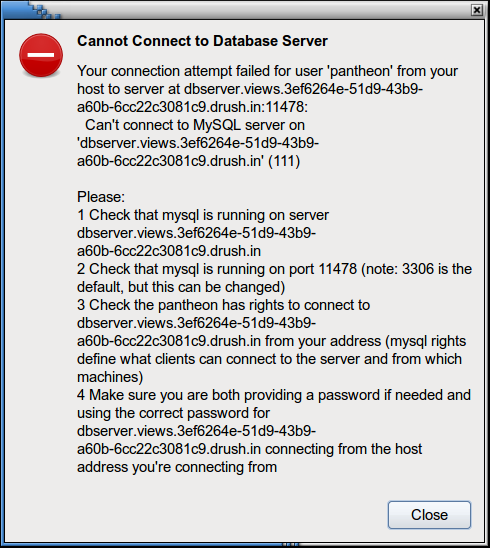 Cannot Connect to Database Server
Your connection attempt failed for user 'pantheon' from your
host to server at dbserver.views.3ef6264e-51d9-43b9-
a60b-6cc22c3081c9.drush.in:11478:
Can't connect to MySQL server on
'dbserver.views.3ef6264e-51d9-43b9-
a60b-6cc22c3081c9.drush.in' (111)
Please:
1 Check that mysql is running on server
dbserver.views.3ef6264e-51d9-43b9-
a60b-6cc22c3081c9.drush.in
2 Check that mysql is running on port 11478 (note: 3306 is the
default, but this can be changed)
3 Check the pantheon has rights to connect to
dbserver.views.3ef6264e-51d9-43b9-
a60b-6cc22c3081c9.drush.in from your address (mysql rights
define what clients can connect to the server and from which
machines)
4 Make sure you are both providing a password if needed and
using the correct password for
dbserver.views.3ef6264e-51d9-43b9-
a60b-6cc22c3081c9.drush.in connecting from the host
address you're connecting from
Close